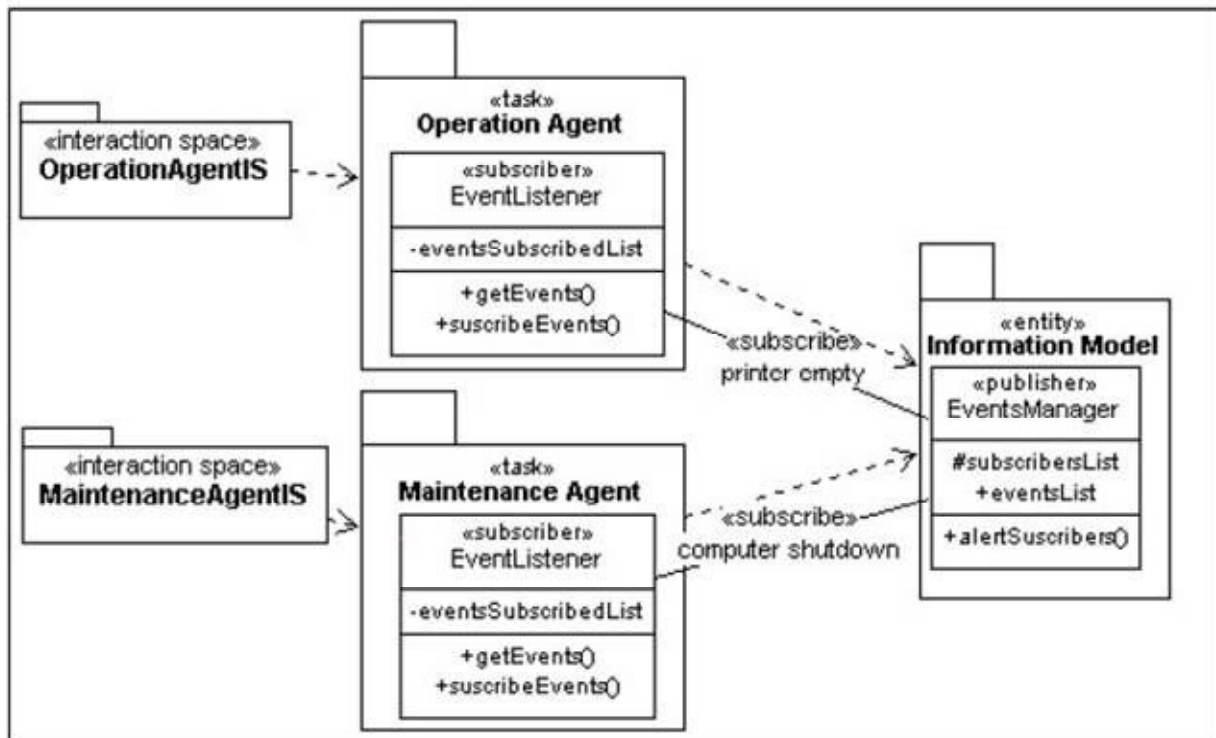 «interaction space»
OperationAgentIS
«task»
Operation Agent
«subscriber»
EventListener
-eventsSubscribedList
+getEvents()
+suscribeEvents()
«interaction space»
MaintenanceAgentIS
«task»
Maintenance Agent
«subscriber»
EventListener
-eventsSubscribedList
+getEvents()
+suscribeEvents()
«subscribe»
printer empty
«subscribe»
computer shutdown
«entity»
Information Model
«publisher»
EventsManager
#subscribersList
+eventsList
+alertSuscribers()